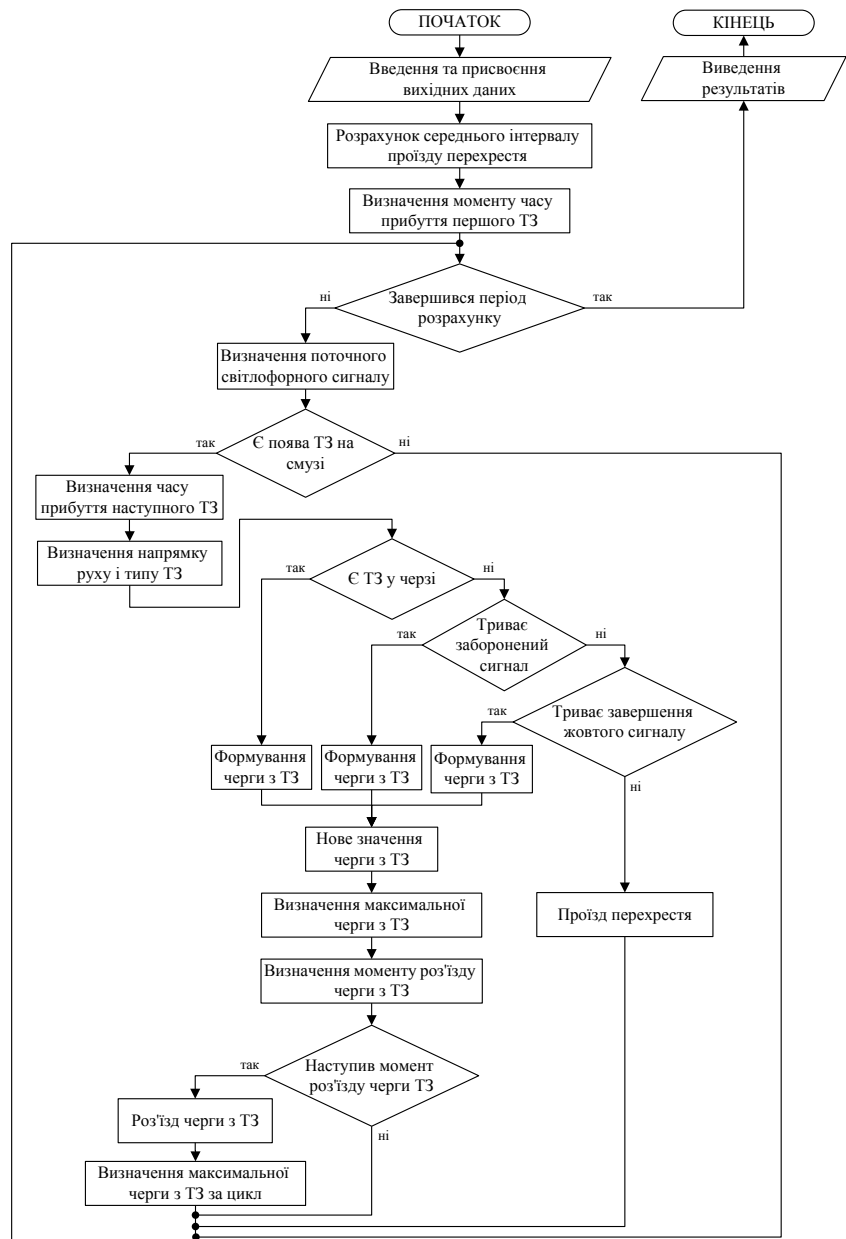 ПОЧАТОК
КІНЕЦЬ
Введення та присвоєння
вихідних даних
Виведення
результатів
Розрахунок середнього інтервалу
проїзду перехрестя
Визначення моменту часу
прибуття першого ТЗ
Завершився період
розрахунку
ні
так
Визначення поточного
світлофорного сигналу
Є поява ТЗ на
смузі
так
ні
Визначення часу
прибуття наступного ТЗ
Визначення напрямку
руху і типу ТЗ
Є ТЗ у черзі
так
ні
Триває
заборонений
сигнал
так
ні
Триває завершення
жовтого сигналу
так
ні
Формування
черги з ТЗ
Формування
черги з ТЗ
Формування
черги з ТЗ
Нове значення
черги з ТЗ
Визначення максимальної
черги з ТЗ
Проїзд перехрестя
Визначення моменту роз'їзду
черги з ТЗ
Наступив момент
роз'їзду черги ТЗ
так
ні
Роз'їзд черги з ТЗ
Визначення максимальної
черги з ТЗ за цикл